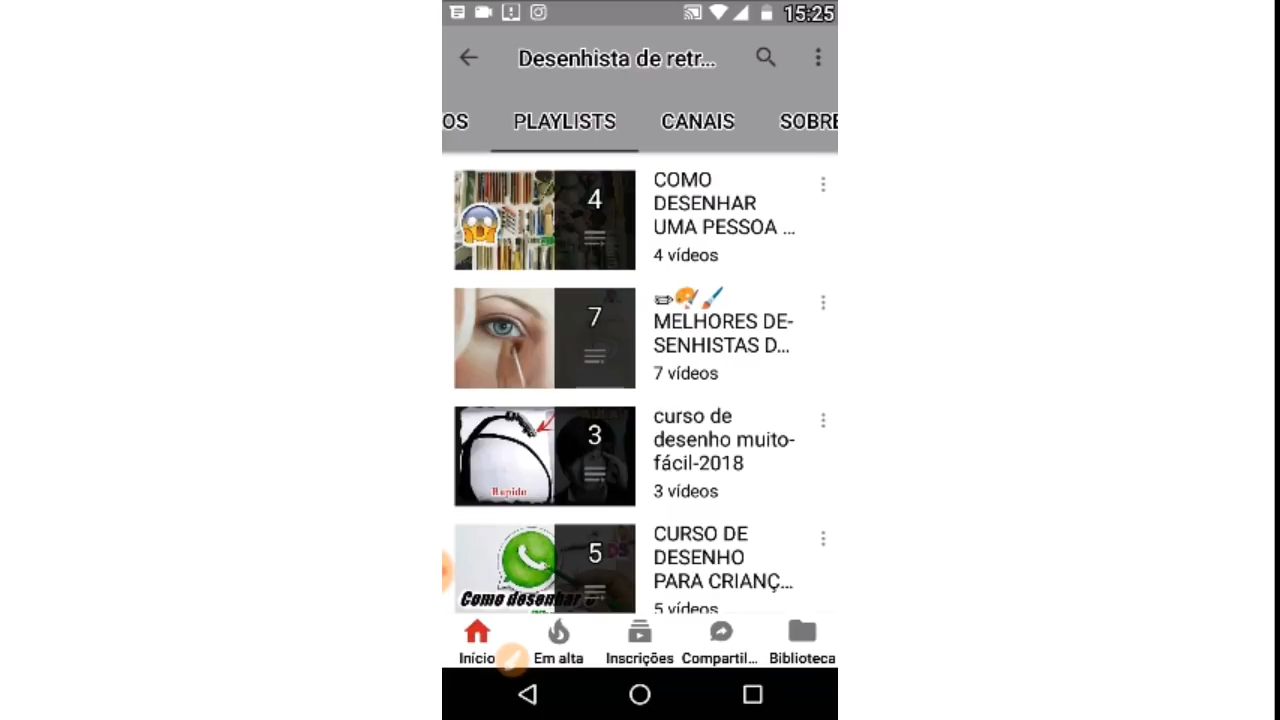 15:25
Desenhista de retr...
OS PLAYLISTS CANAIS SOBRE
4
COMO
DESENHAR
UMA PESSOA ...
4 vídeos
7
MELHORES DE-
SENHISTAS D...
7 vídeos
Rapido
3
curso de
desenho muito-
fácil-2018
3 vídeos
Como desenhar o
5
CURSO DE
DESENHO
PARA CRIANÇ...
5 vídeos
Início Em alta Inscrições Compartil... Biblioteca